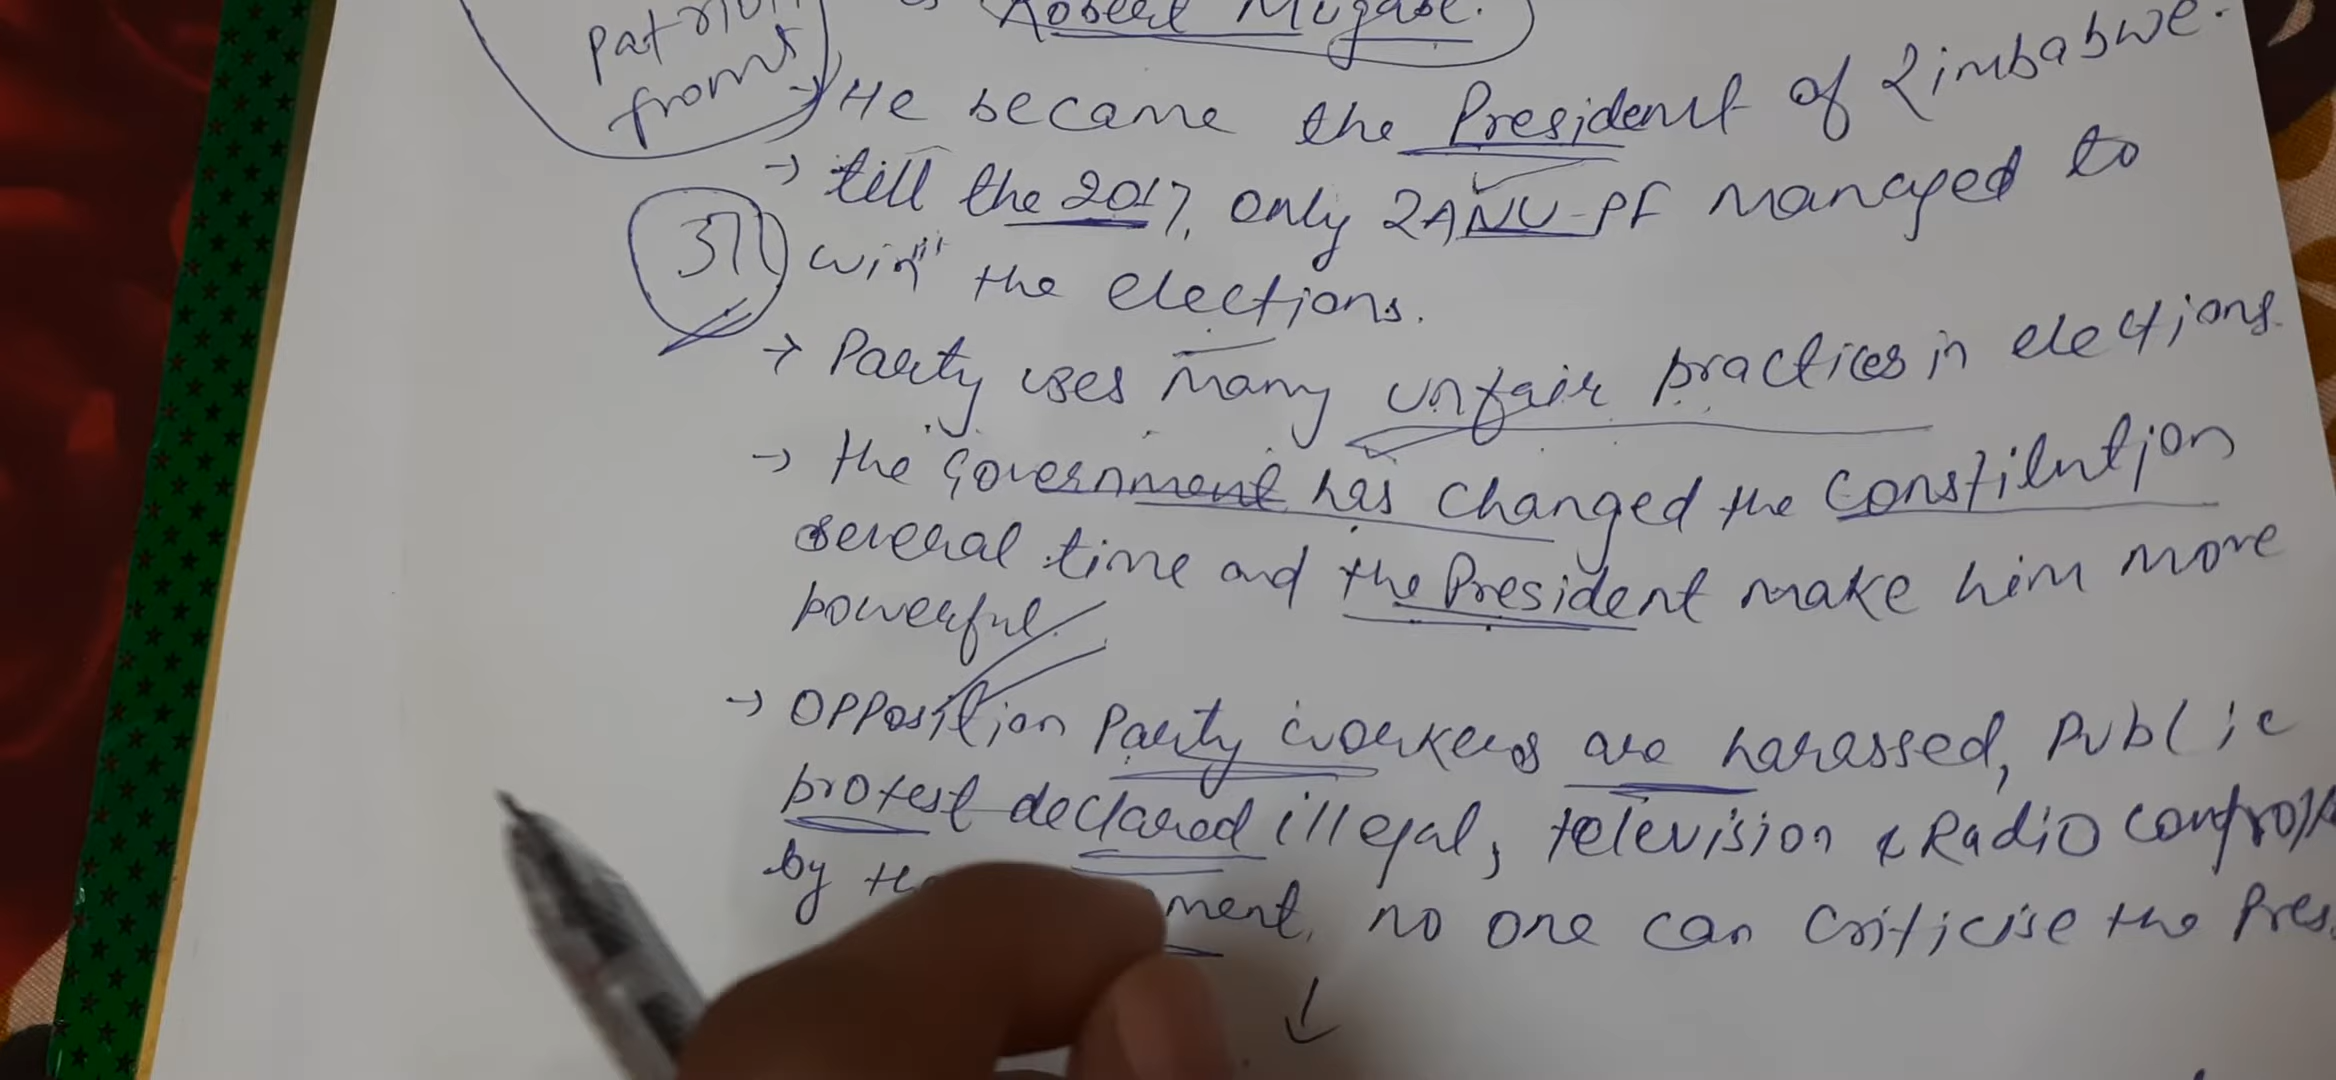 Robert Mugabe.
patrion
front
→ He became the President of Zimbabwe.
→ till the 2017, only ZANU-PF managed to
37 win" the elections.
→ Party uses many unfair practices in elections.
→ the Government has changed the constitution
several time and the President make him more
powerful.
→ Opposition Party workers are harassed, Public
protest declared illegal, television & Radio controll
by the ment, no one can criticise the Pres.
↓